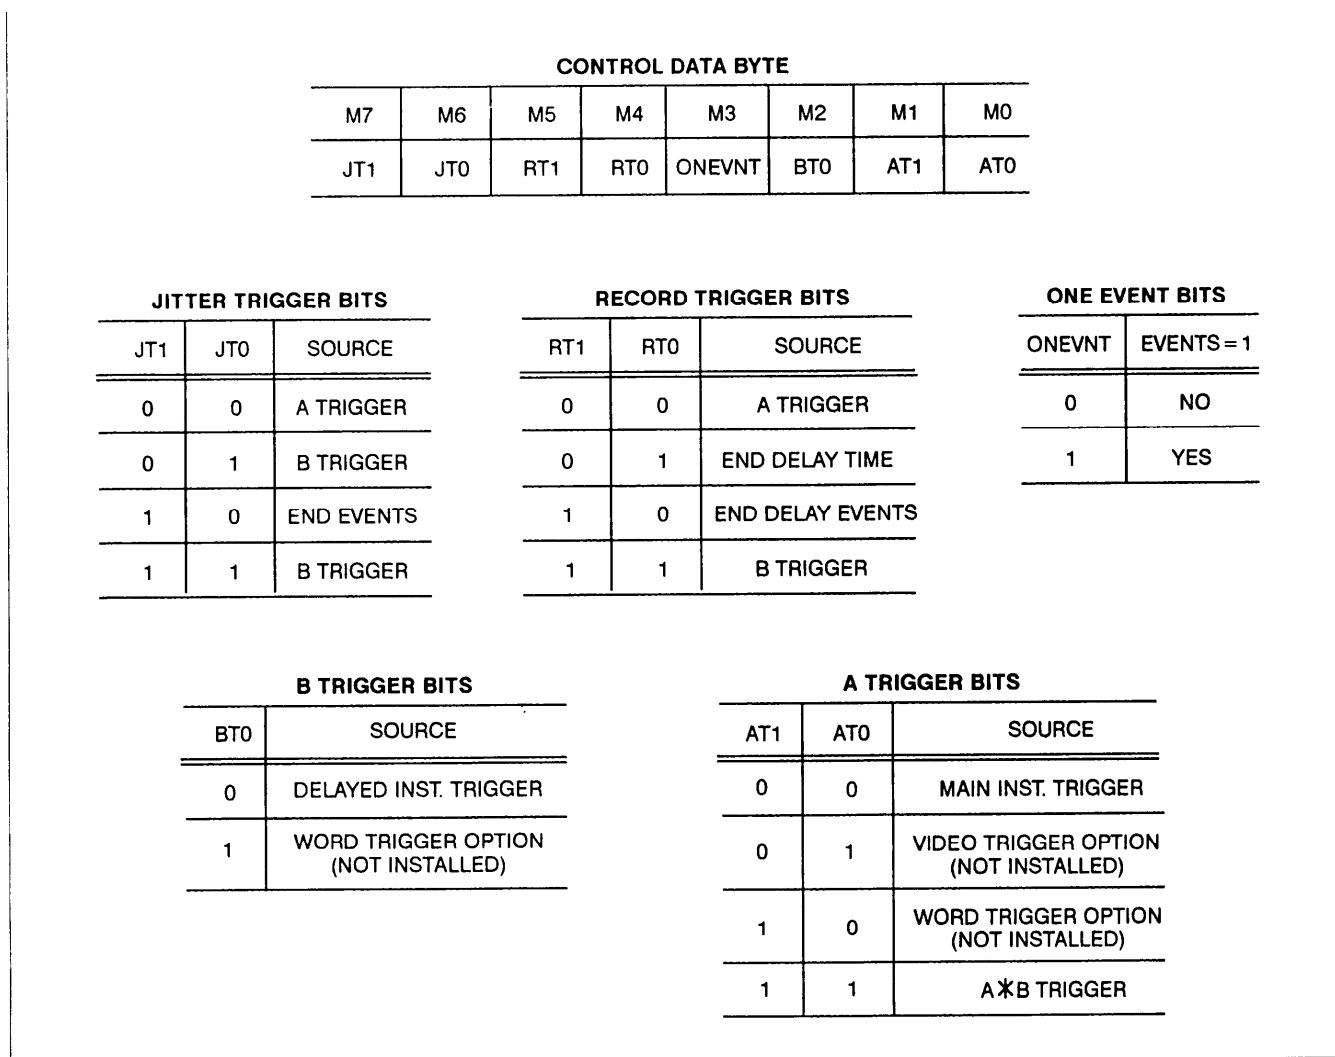 CONTROL DATA BYTE
M7 M6 M5 M4 M3 M2 M1 M0
JT1 JT0 RT1 RT0 ONEVNT BT0 AT1 AT0
JITTER TRIGGER BITS
JT1 JT0 SOURCE
0 0 A TRIGGER
0 1 B TRIGGER
1 0 END EVENTS
1 1 B TRIGGER
RECORD TRIGGER BITS
RT1 RT0 SOURCE
0 0 A TRIGGER
0 1 END DELAY TIME
1 0 END DELAY EVENTS
1 1 B TRIGGER
ONE EVENT BITS
ONEVNT EVENTS=1
0 NO
1 YES
B TRIGGER BITS
BT0 SOURCE
0 DELAYED INST. TRIGGER
1 WORD TRIGGER OPTION
(NOT INSTALLED)
A TRIGGER BITS
AT1 AT0 SOURCE
0 0 MAIN INST. TRIGGER
0 1 VIDEO TRIGGER OPTION
(NOT INSTALLED)
1 0 WORD TRIGGER OPTION
(NOT INSTALLED)
1 1 A*B TRIGGER